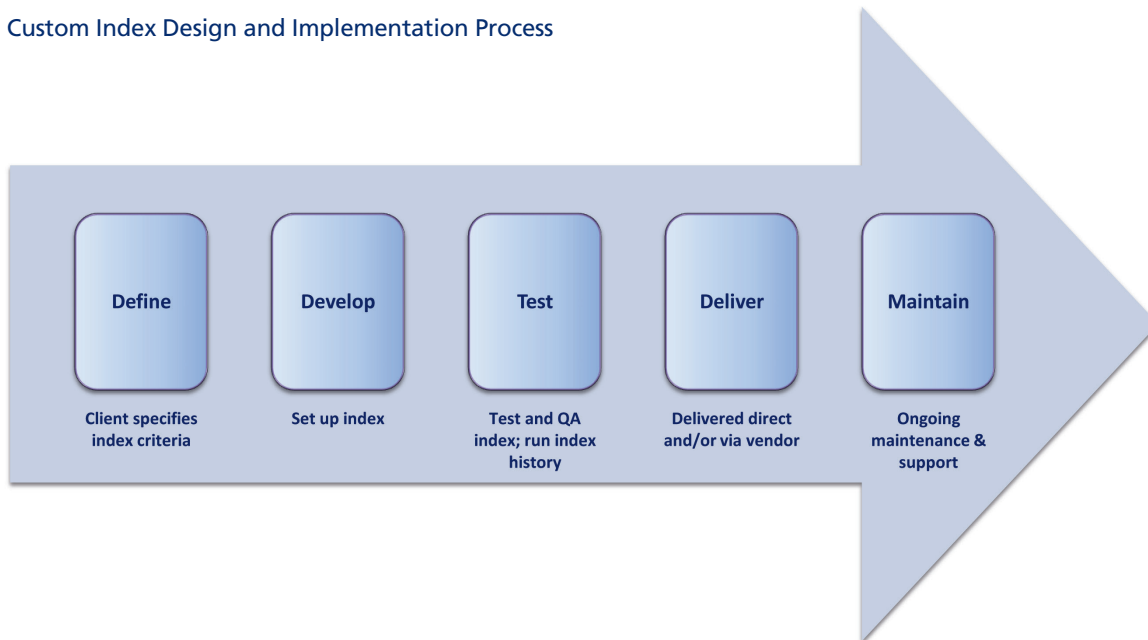 Custom Index Design and Implementation Process
Define
Develop
Test
Deliver
Maintain
Client specifies
index criteria
Set up index
Test and QA
index; run index
history
Delivered direct
and/or via vendor
Ongoing
maintenance &
support